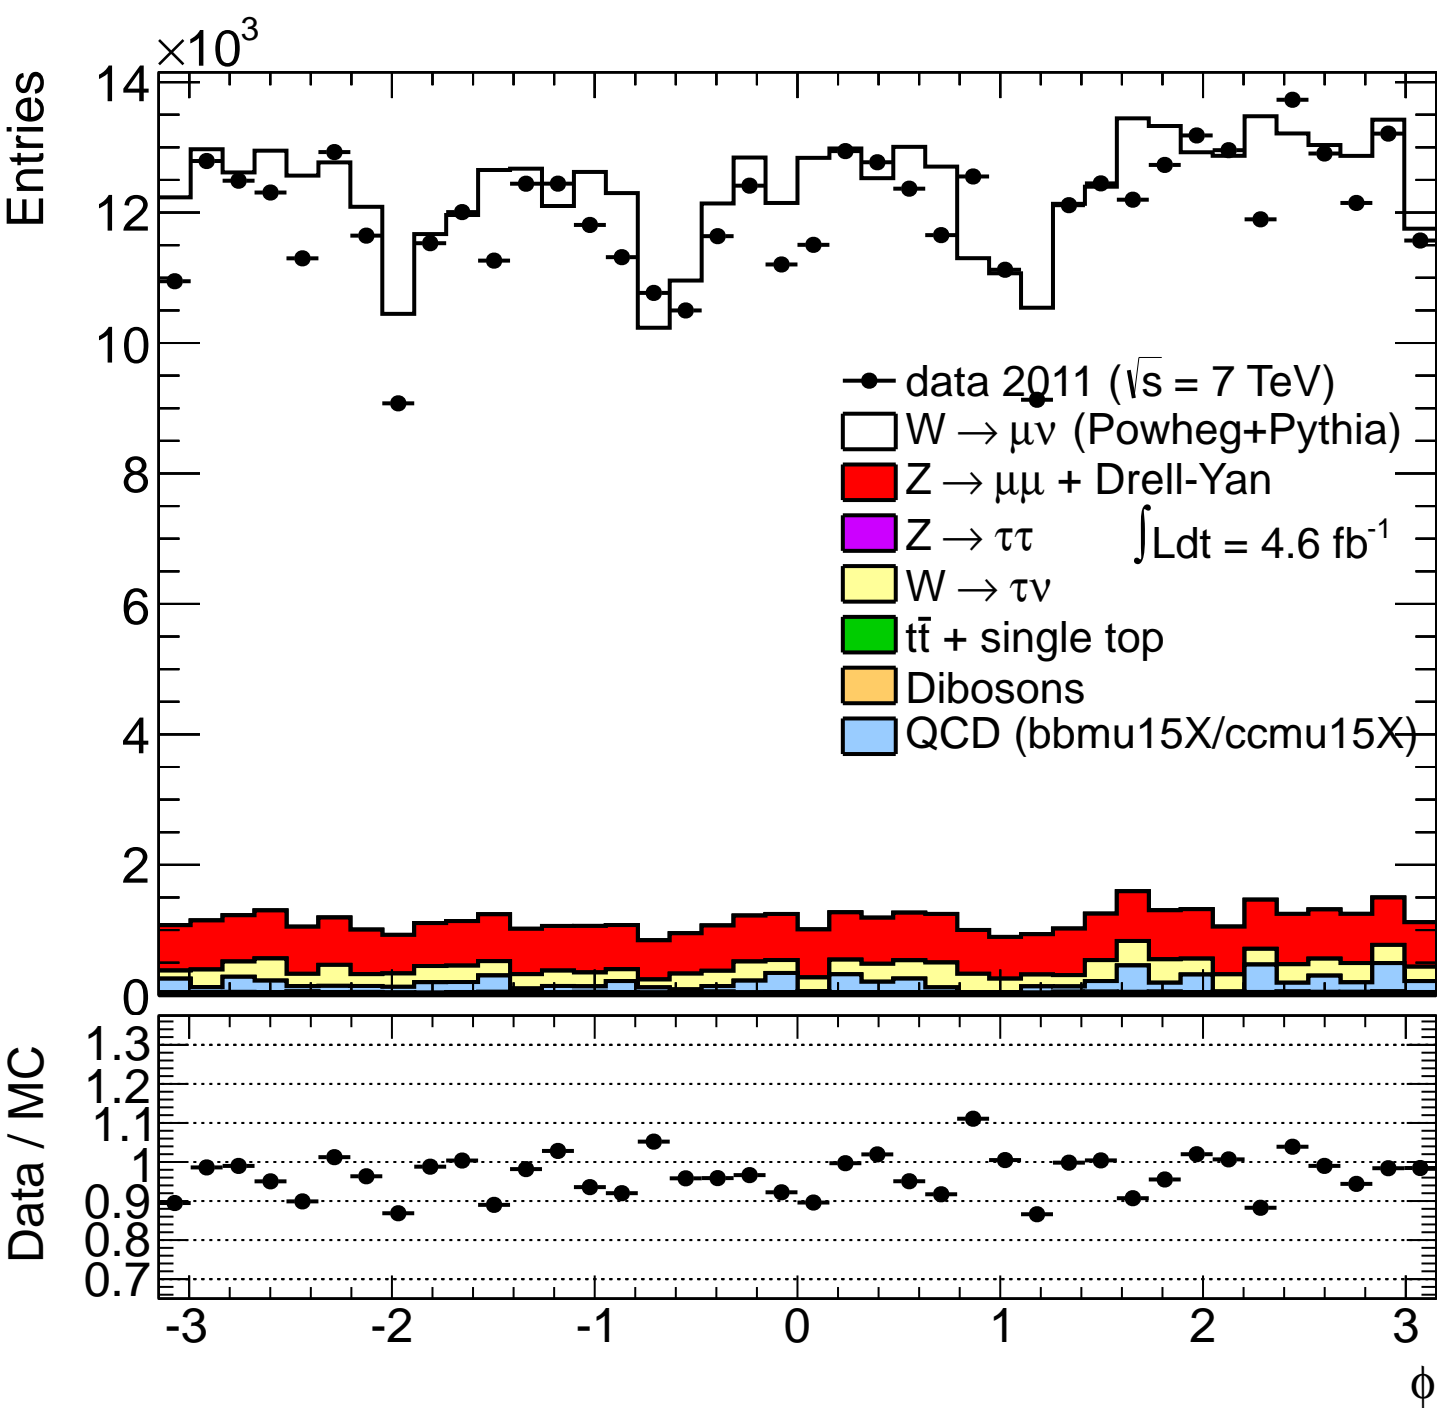 ×10³
Entries
14
12
10
8
6
4
2
0
data 2011 (√s = 7 TeV)
W → μν (Powheg+Pythia)
Z → μμ + Drell-Yan
Z → ττ
∫Ldt = 4.6 fb⁻¹
W → τν
tt̄ + single top
Dibosons
QCD (bbmu15X/ccmu15X)
Data / MC
1.3
1.2
1.1
1
0.9
0.8
0.7
-3 -2 -1 0 1 2 3
ϕ